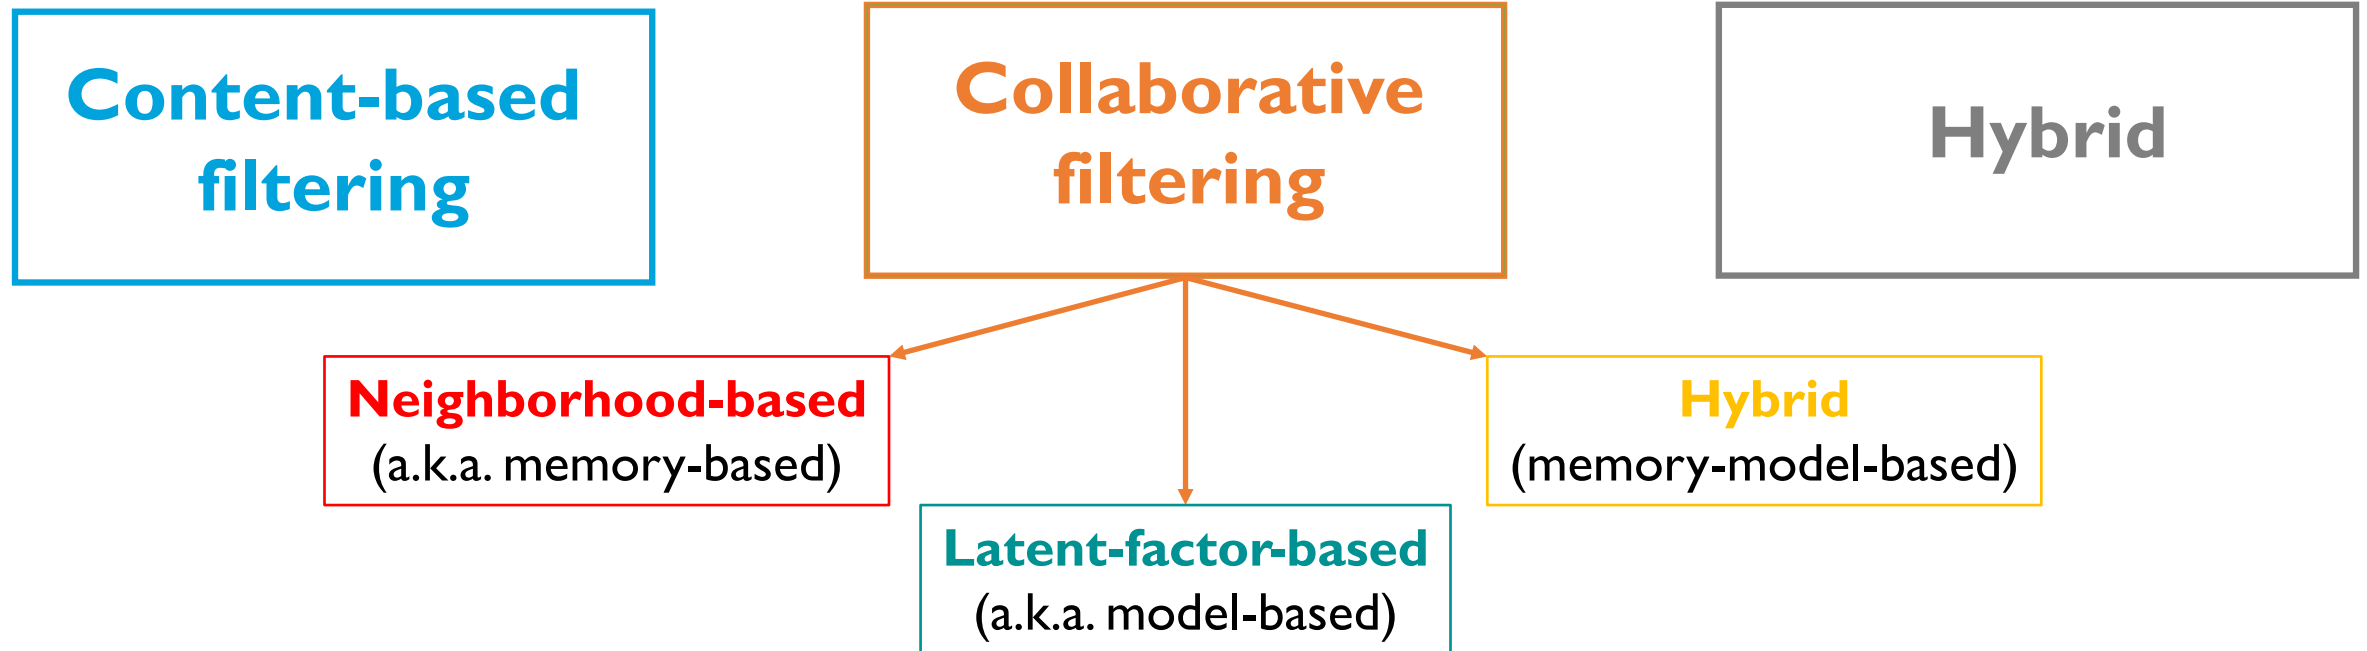 Content-based
filtering
Collaborative
filtering
Hybrid
Neighborhood-based
(a.k.a. memory-based)
Latent-factor-based
(a.k.a. model-based)
Hybrid
(memory-model-based)